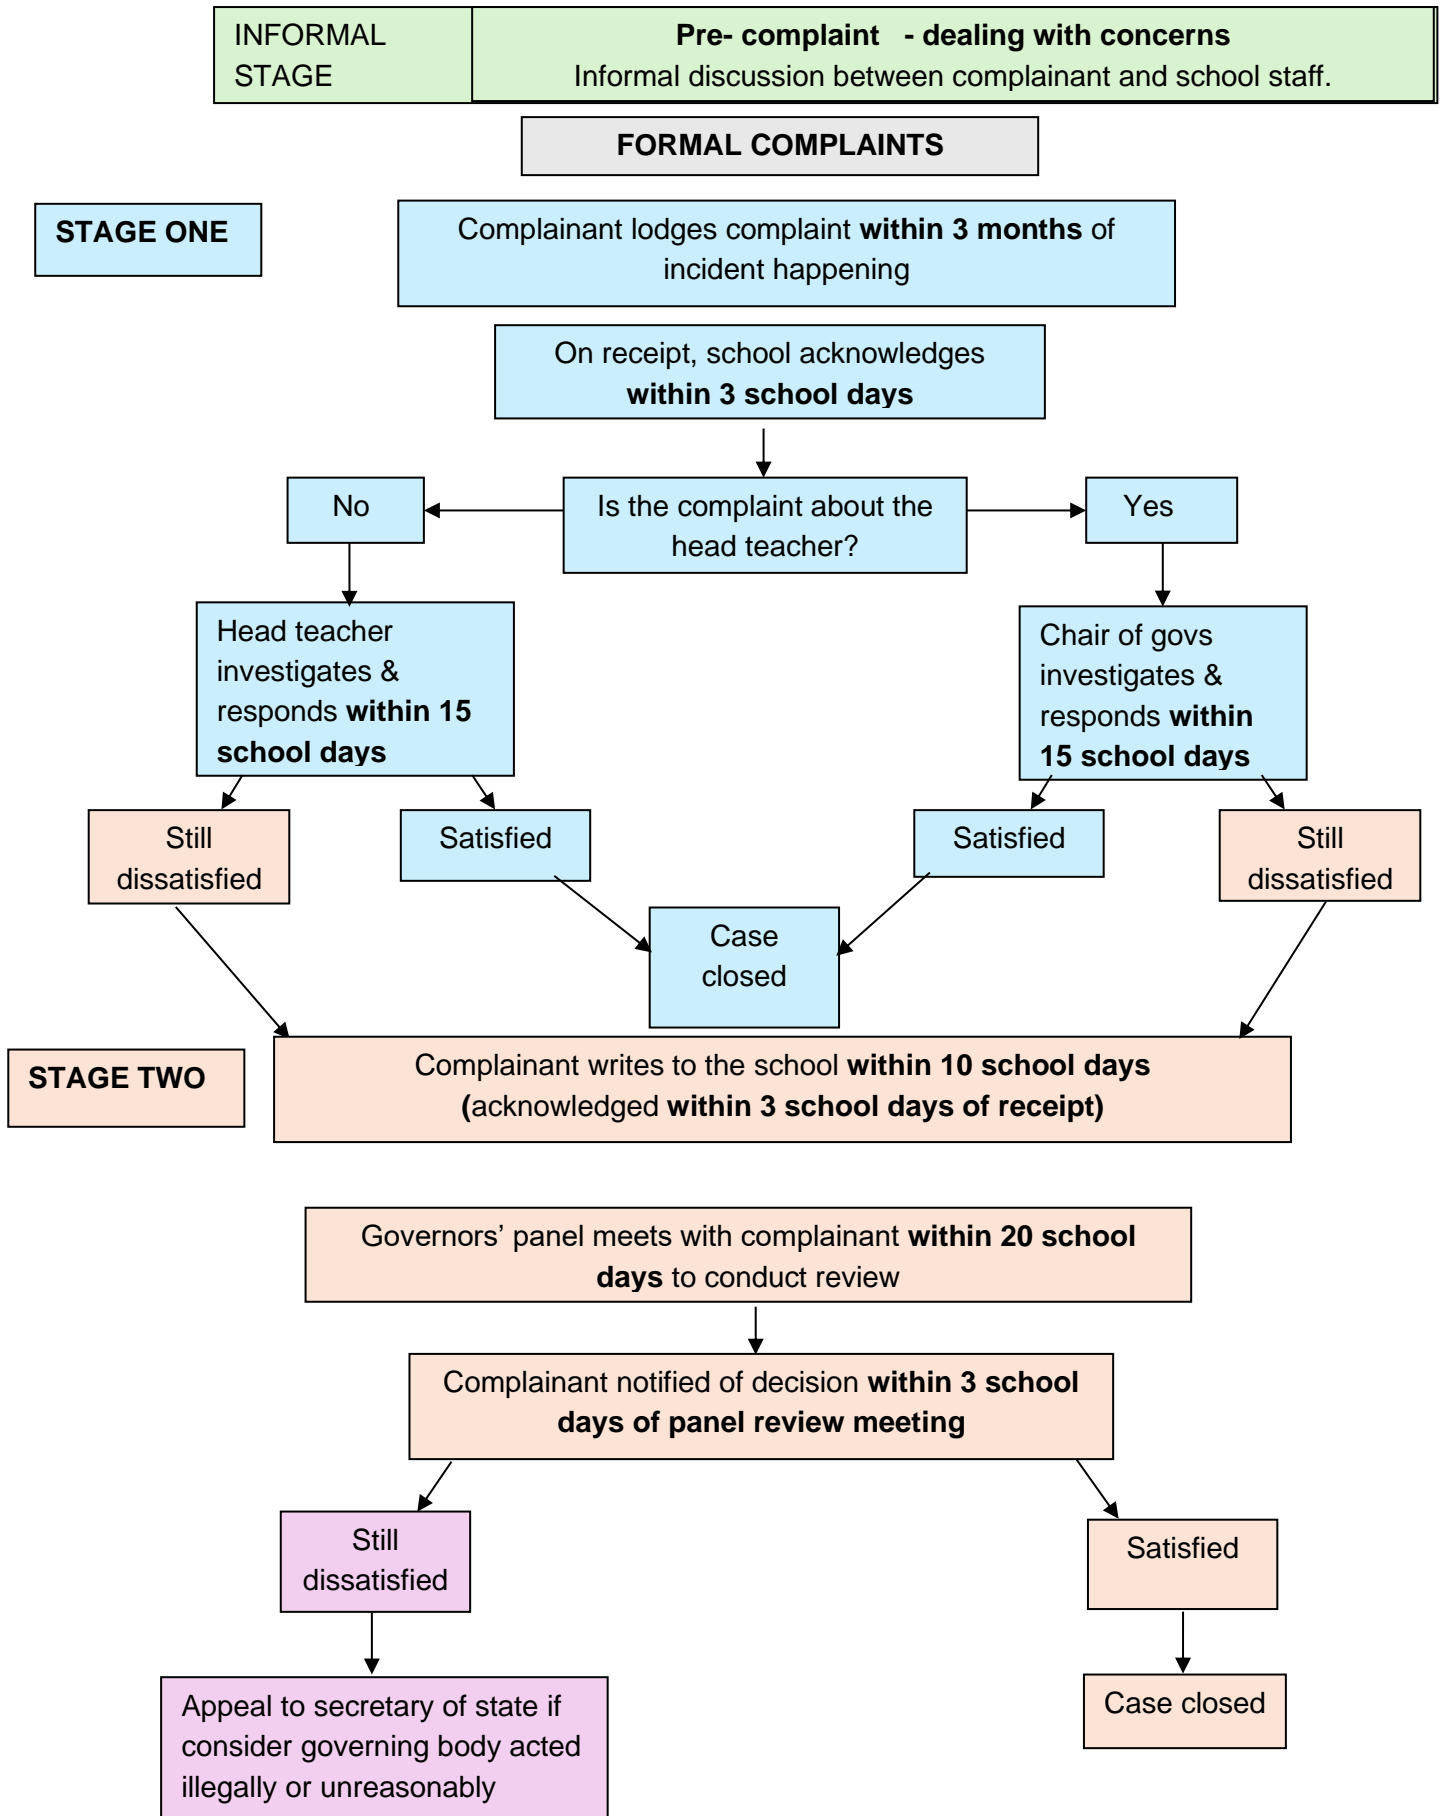 INFORMAL
STAGE
Pre- complaint   - dealing with concerns
Informal discussion between complainant and school staff.
FORMAL COMPLAINTS
STAGE ONE
Complainant lodges complaint within 3 months of
incident happening
On receipt, school acknowledges
within 3 school days
No
Is the complaint about the
head teacher?
Yes
Head teacher
investigates &
responds within 15
school days
Chair of govs
investigates &
responds within
15 school days
Still
dissatisfied
Satisfied
Satisfied
Still
dissatisfied
Case
closed
STAGE TWO
Complainant writes to the school within 10 school days
(acknowledged within 3 school days of receipt)
Governors’ panel meets with complainant within 20 school
days to conduct review
Complainant notified of decision within 3 school
days of panel review meeting
Still
dissatisfied
Satisfied
Appeal to secretary of state if
consider governing body acted
illegally or unreasonably
Case closed